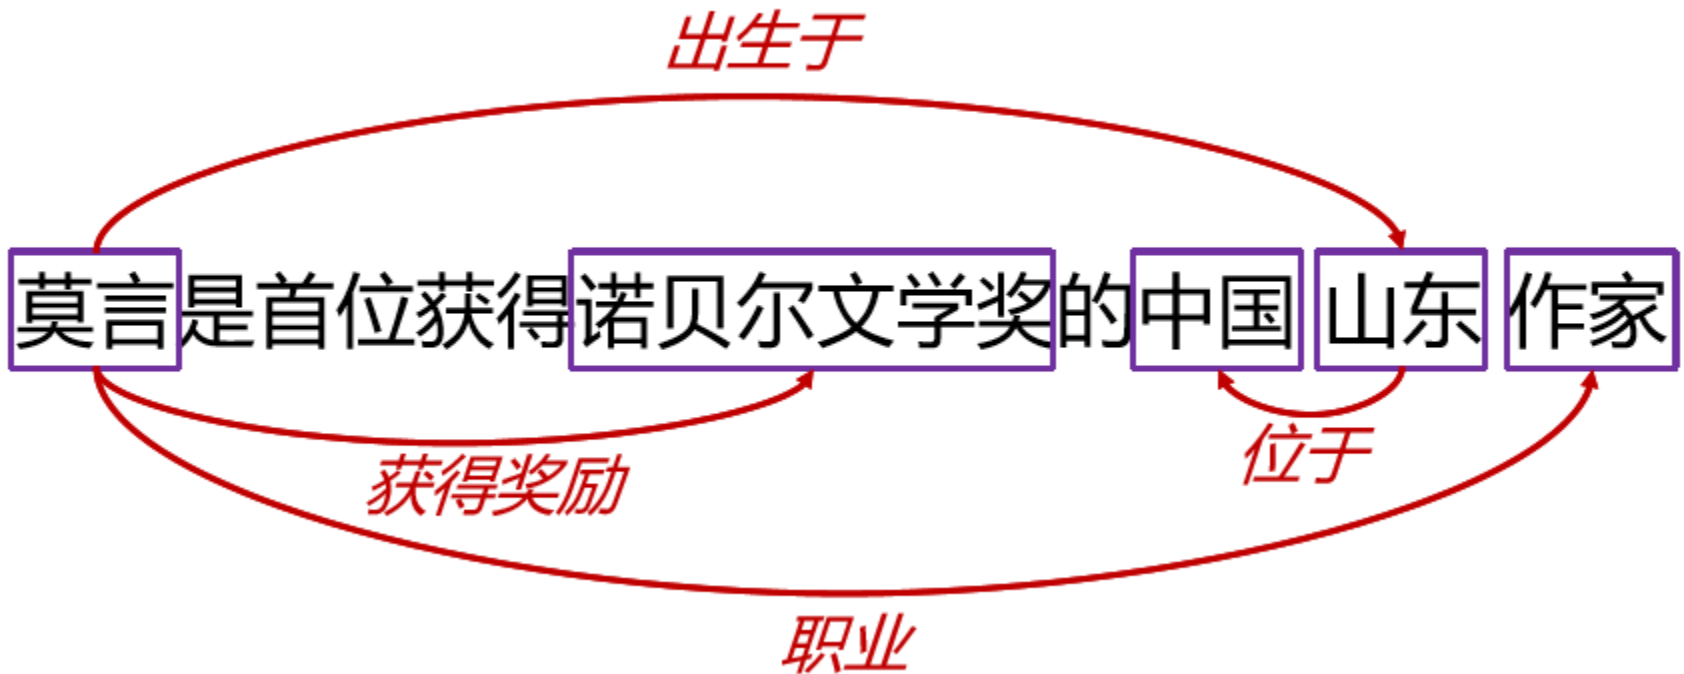 出生于
莫言是首位获得诺贝尔文学奖的中国 山东 作家
位于
获得奖励
职业